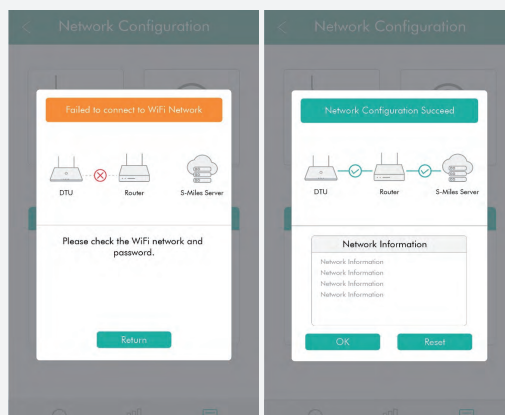 Network Configuration
Failed to connect to WiFi Network
DTU
Router
S-Miles Server
Please check the WiFi network and
password.
Return
Network Configuration
Network Configuration Succeed
DTU
Router
S-Miles Server
Network Information
Network Information
Network Information
Network Information
Network Information
OK
Reset